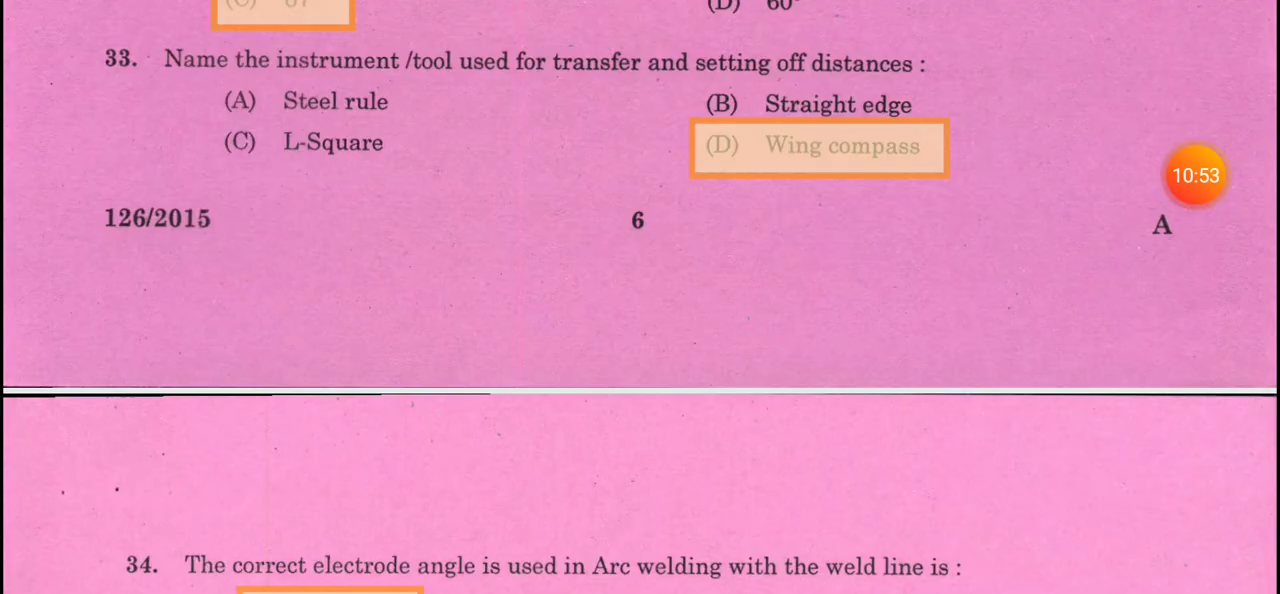 (D) 60°
33. Name the instrument /tool used for transfer and setting off distances :
(A) Steel rule
(B) Straight edge
(C) L-Square
(D) Wing compass
10:53
126/2015
6
A
34. The correct electrode angle is used in Arc welding with the weld line is :